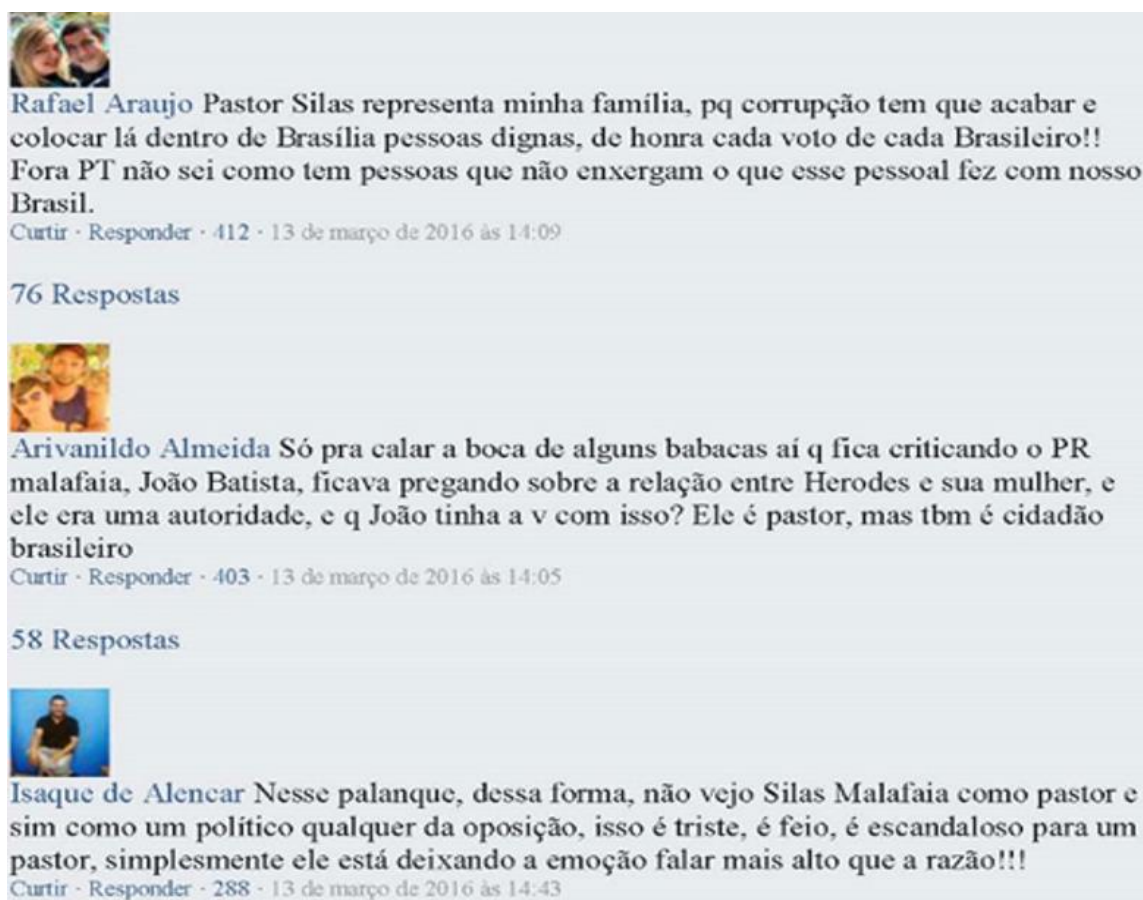 Rafael Araujo Pastor Silas representa minha família, pq corrupção tem que acabar e
colocar lá dentro de Brasília pessoas dignas, de honra cada voto de cada Brasileiro!!
Fora PT não sei como tem pessoas que não enxergam o que esse pessoal fez com nosso
Brasil.
Curtir · Responder · 412 · 13 de março de 2016 às 14:09
76 Respostas
Arivanildo Almeida Só pra calar a boca de alguns babacas aí q fica criticando o PR
malafaia, João Batista, ficava pregando sobre a relação entre Herodes e sua mulher, e
ele era uma autoridade, e q João tinha a v com isso? Ele é pastor, mas tbm é cidadão
brasileiro
Curtir · Responder · 403 · 13 de março de 2016 às 14:05
58 Respostas
Isaque de Alencar Nesse palanque, dessa forma, não vejo Silas Malafaia como pastor e
sim como um político qualquer da oposição, isso é triste, é feio, é escandaloso para um
pastor, simplesmente ele está deixando a emoção falar mais alto que a razão!!!
Curtir · Responder · 288 · 13 de março de 2016 às 14:43